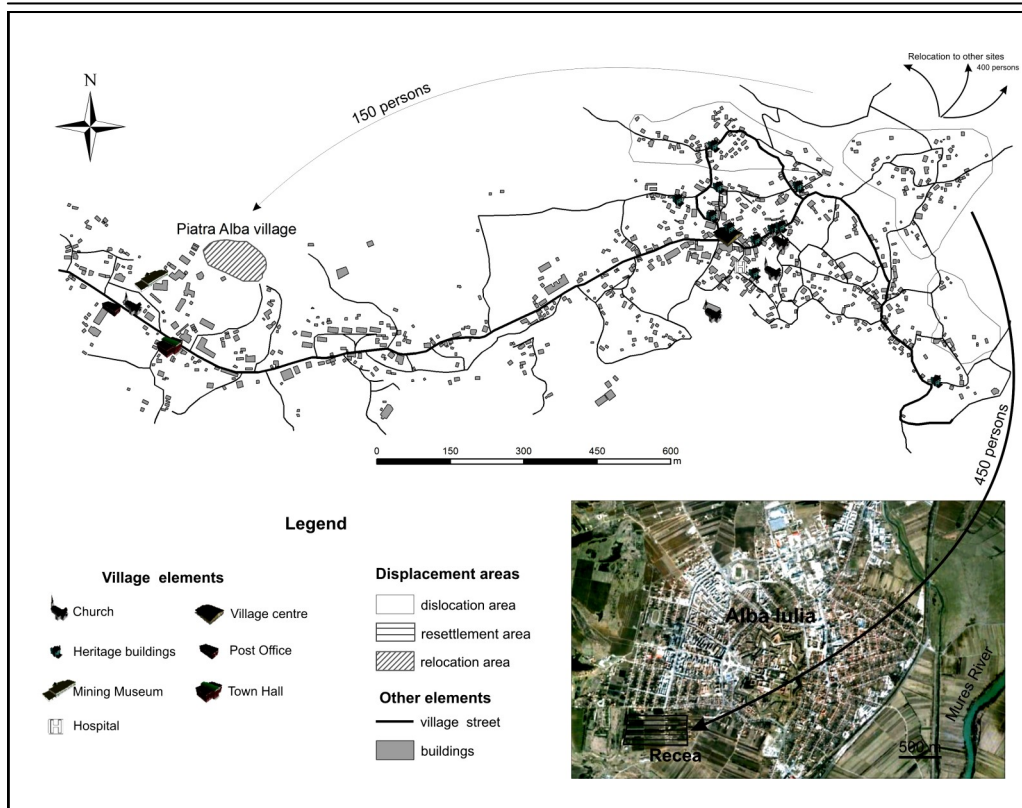 Relocation to other sites
400 persons
N
150 persons
Piatra Alba village
450 persons
0 150 300 450 600
m
Legend
Village elements
Church
Village centre
Heritage buildings
Post Office
Mining Museum
Town Hall
Hospital
Displacement areas
dislocation area
resettlement area
relocation area
Other elements
village street
buildings
Alba Iulia
Mures River
Recea
500 m